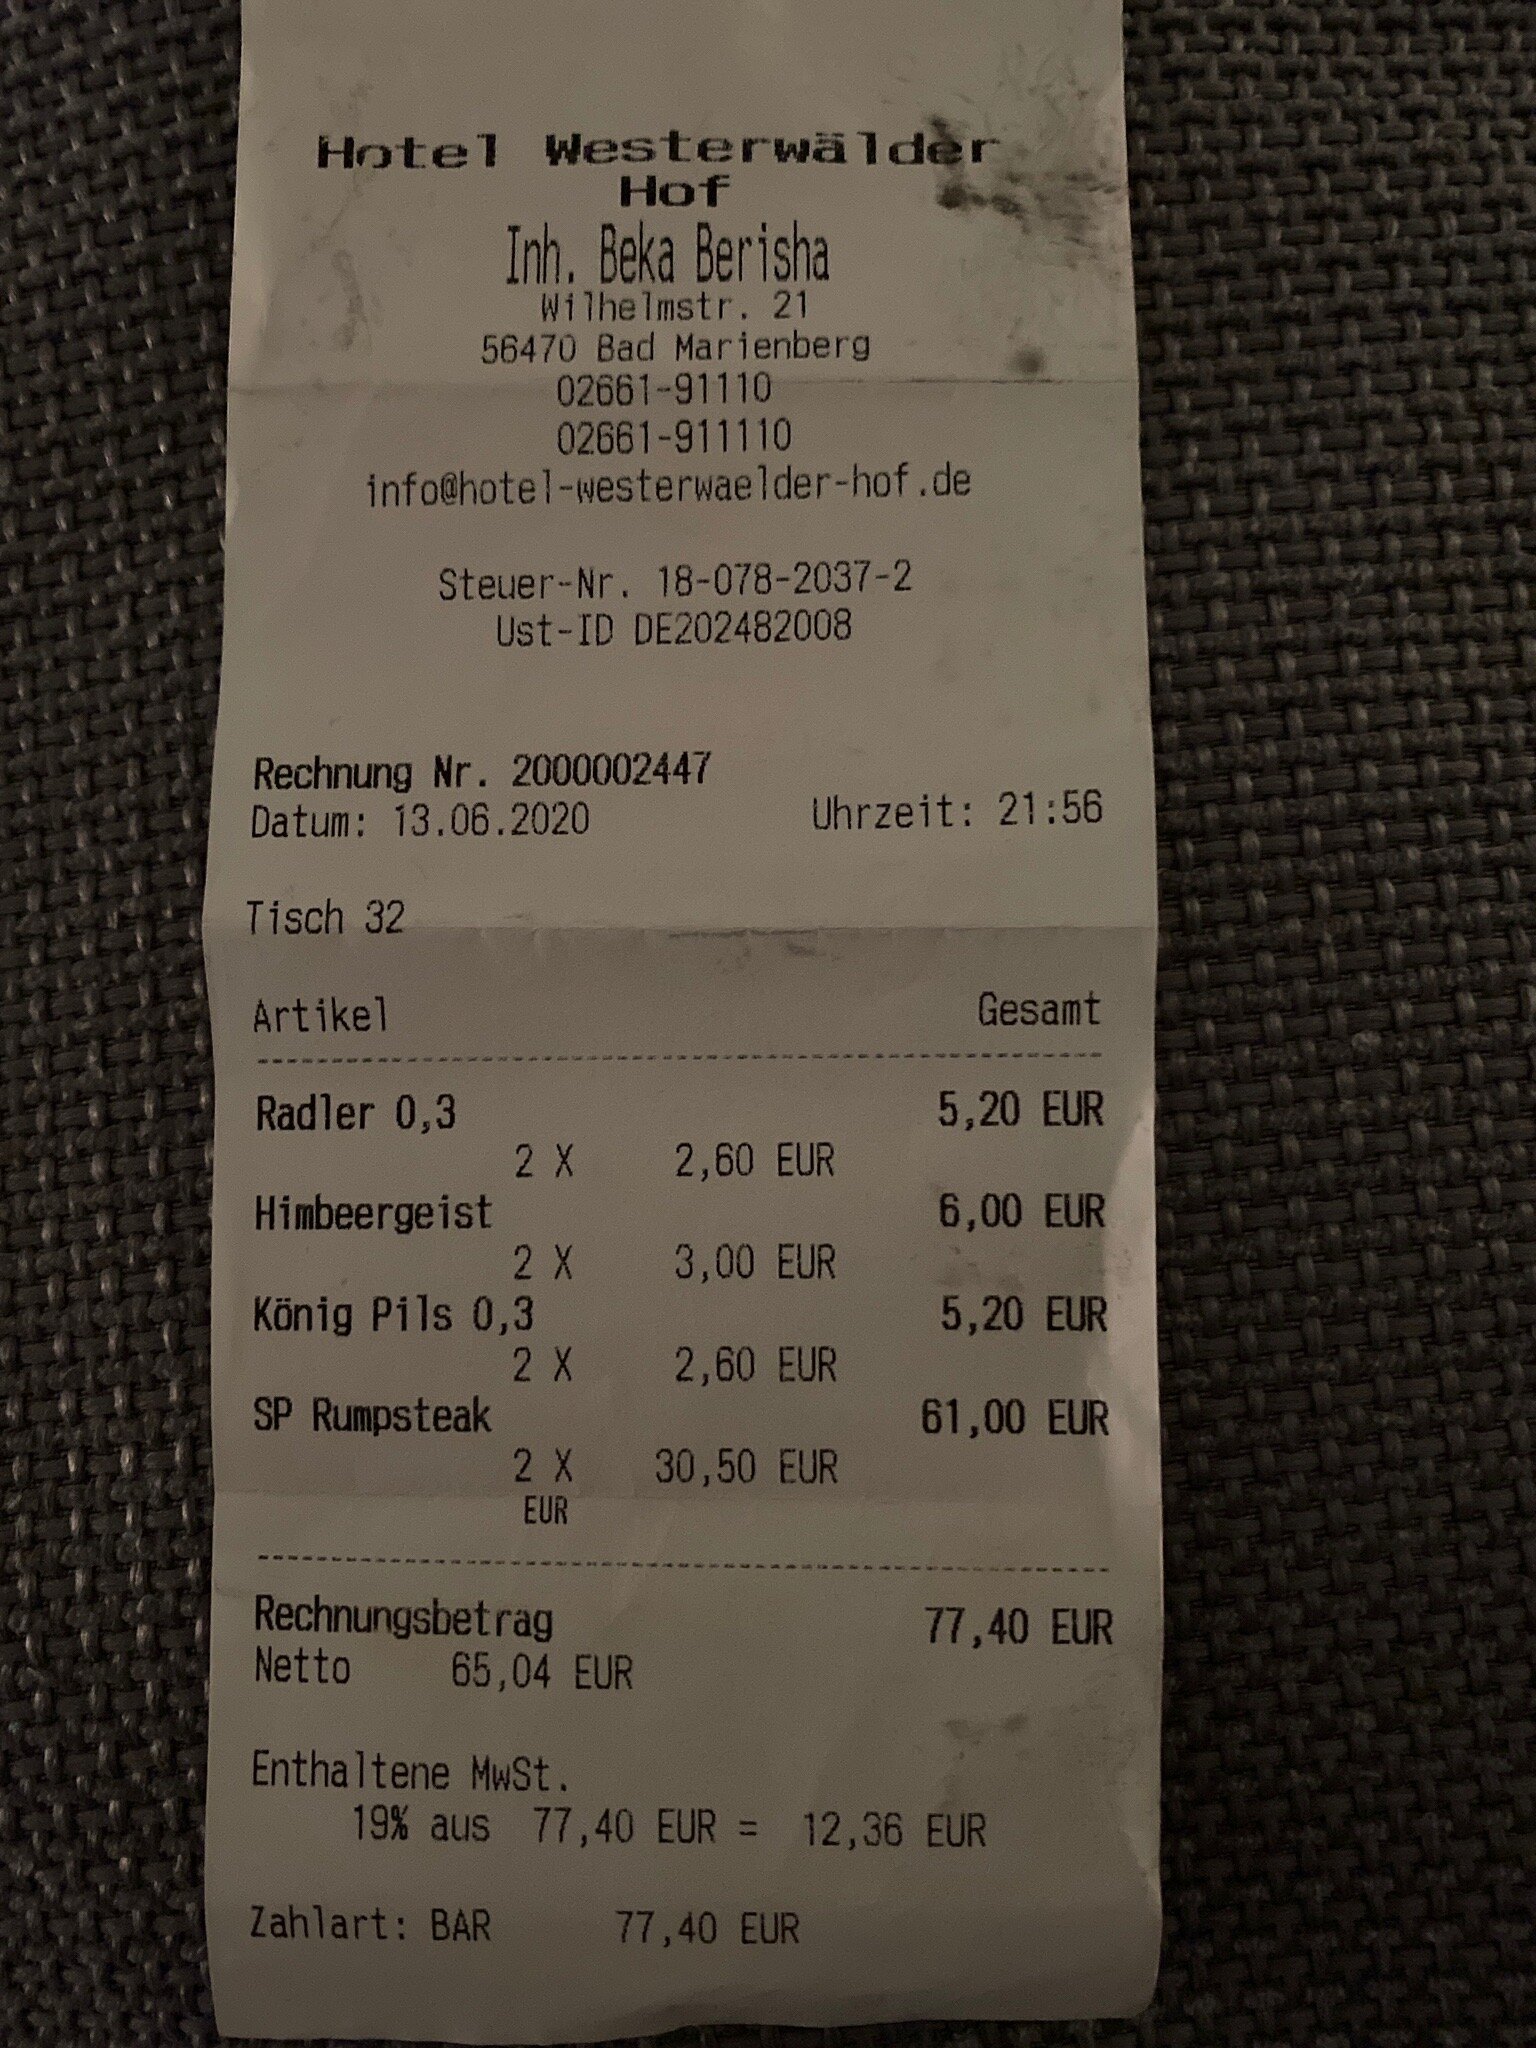 Hotel Westerwälder
Hof
Inh. Beka Berisha
Wilhelmstr. 21
56470 Bad Marienberg
02661-91110
02661-911110
info@hotel-westerwaelder-hof.de
Steuer-Nr. 18-078-2037-2
Ust-ID DE202482008
Rechnung Nr. 2000002447
Datum: 13.06.2020 Uhrzeit: 21:56
Tisch 32
Artikel Gesamt
Radler 0,3 5,20 EUR
2 X 2,60 EUR
Himbeergeist 6,00 EUR
2 X 3,00 EUR
König Pils 0,3 5,20 EUR
2 X 2,60 EUR
SP Rumpsteak 61,00 EUR
2 X 30,50 EUR
EUR
Rechnungsbetrag 77,40 EUR
Netto 65,04 EUR
Enthaltene MwSt.
19% aus 77,40 EUR = 12,36 EUR
Zahlart: BAR 77,40 EUR